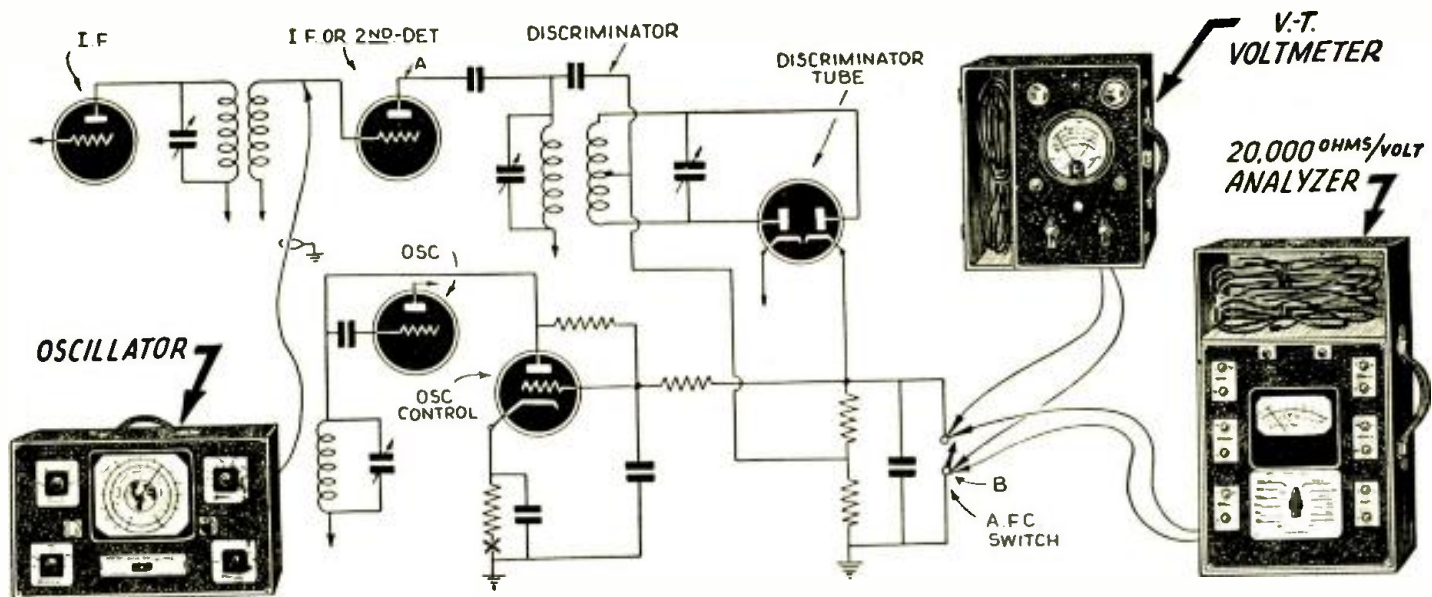 I.F
I F. OR 2ND-DET
A
DISCRIMINATOR
DISCRIMINATOR
TUBE
V.-T.
VOLTMETER
20,000 OHMS/VOLT
ANALYZER
OSC
OSCILLATOR
OSC
CONTROL
B
A.F.C
SWITCH